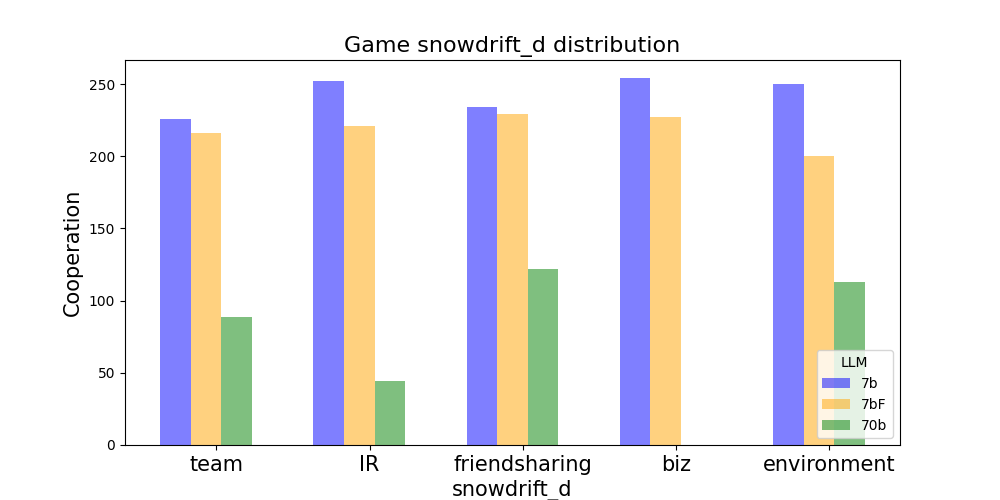 Game snowdrift_d distribution
Cooperation
250
200
150
100
50
0
team IR friendsharing biz environment
snowdrift_d
LLM
7b
7bF
70b